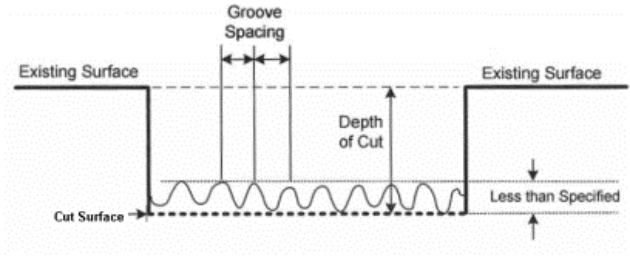 Groove
Spacing
Existing Surface
Existing Surface
Depth
of Cut
Less than Specified
Cut Surface